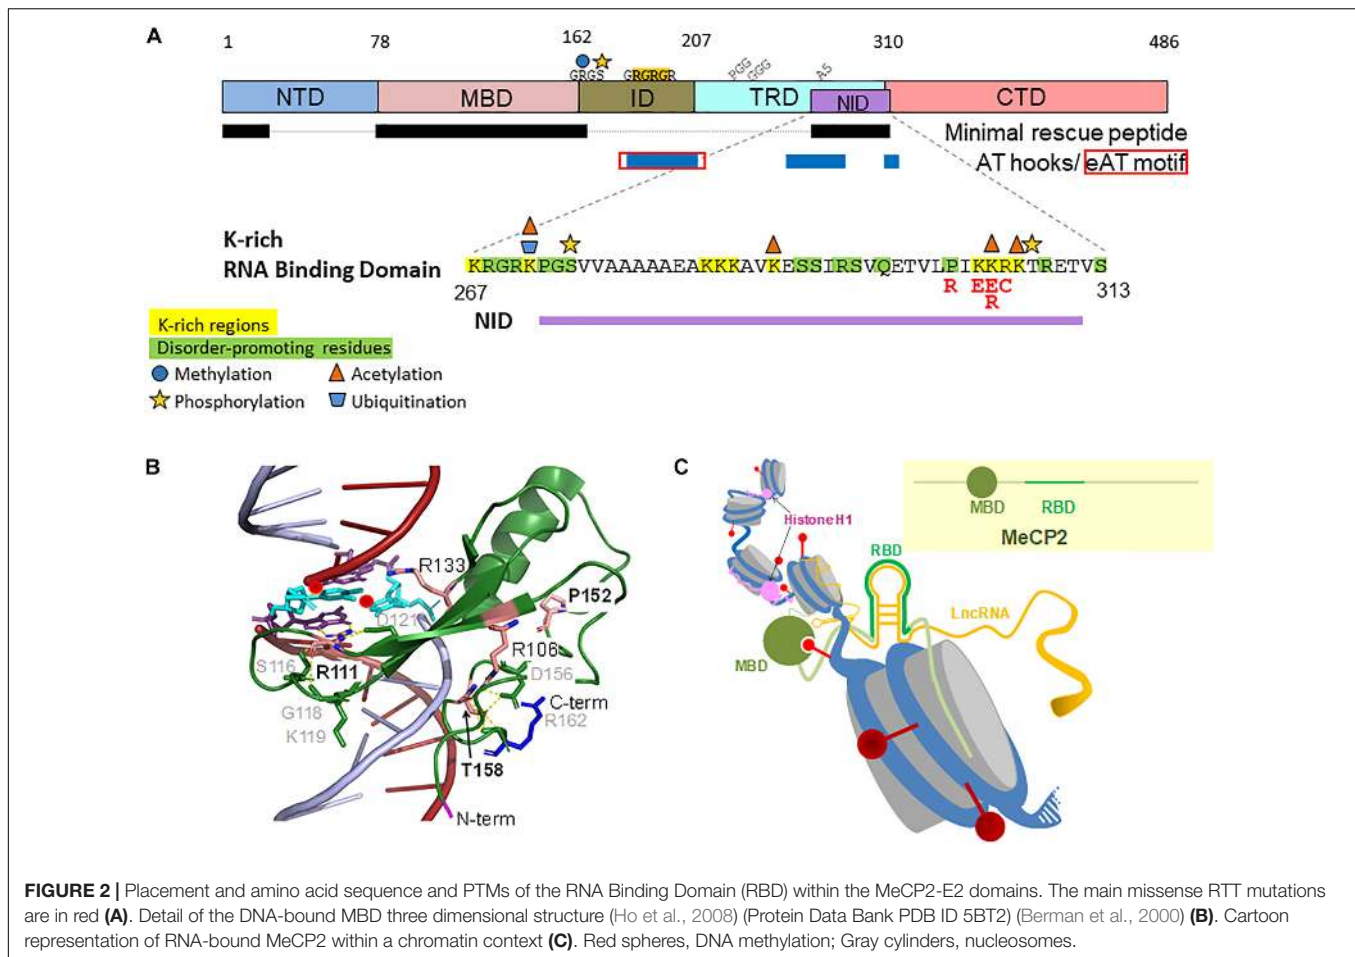 A
1 78 162 207 310 486
GRGS GRGRGR PGG GGG A5
NTD MBD ID TRD NID CTD
Minimal rescue peptide
AT hooks/ eAT motif
K-rich
RNA Binding Domain
KRGRKPGSVVAAAAAEAKKKAVKESSIRSVQETVLPIKKRKTRETVS
R EEC
R
267 313
NID
K-rich regions
Disorder-promoting residues
Methylation Acetylation
Phosphorylation Ubiquitination
B
R133
P152
D121
R108
S116
R111
D156
C-term
G118
R162
K119
T158
N-term
C
MBD RBD
MeCP2
Histone H1
RBD
LncRNA
MBD
FIGURE 2 | Placement and amino acid sequence and PTMs of the RNA Binding Domain (RBD) within the MeCP2-E2 domains. The main missense RTT mutations
are in red (A). Detail of the DNA-bound MBD three dimensional structure (Ho et al., 2008) (Protein Data Bank PDB ID 5BT2) (Berman et al., 2000) (B). Cartoon
representation of RNA-bound MeCP2 within a chromatin context (C). Red spheres, DNA methylation; Gray cylinders, nucleosomes.